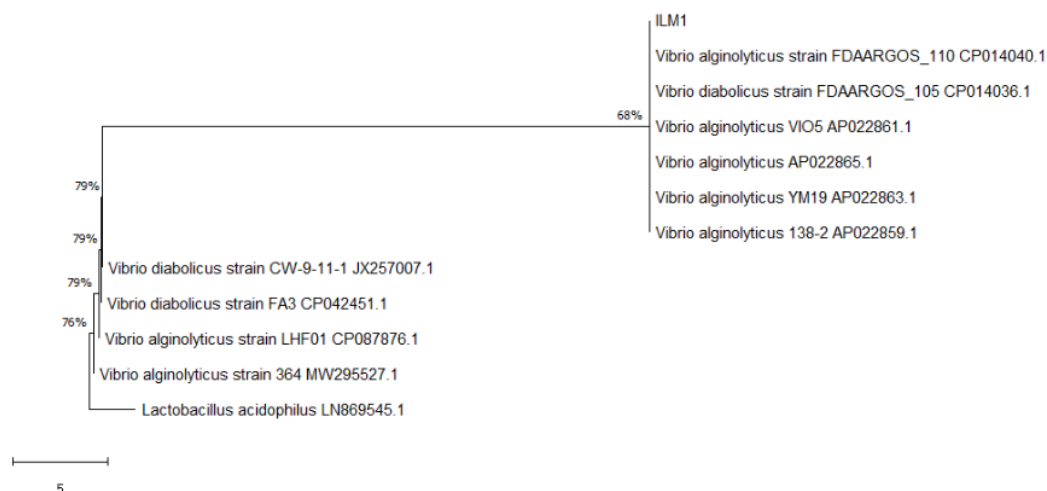 ILM1
Vibrio alginolyticus strain FDAARGOS_110 CP014040.1
Vibrio diabolicus strain FDAARGOS_105 CP014036.1
68%
Vibrio alginolyticus VIO5 AP022861.1
Vibrio alginolyticus AP022865.1
79%
Vibrio alginolyticus YM19 AP022863.1
Vibrio alginolyticus 138-2 AP022859.1
79%
Vibrio diabolicus strain CW-9-11-1 JX257007.1
79%
Vibrio diabolicus strain FA3 CP042451.1
76%
Vibrio alginolyticus strain LHF01 CP087876.1
Vibrio alginolyticus strain 364 MW295527.1
Lactobacillus acidophilus LN869545.1
5